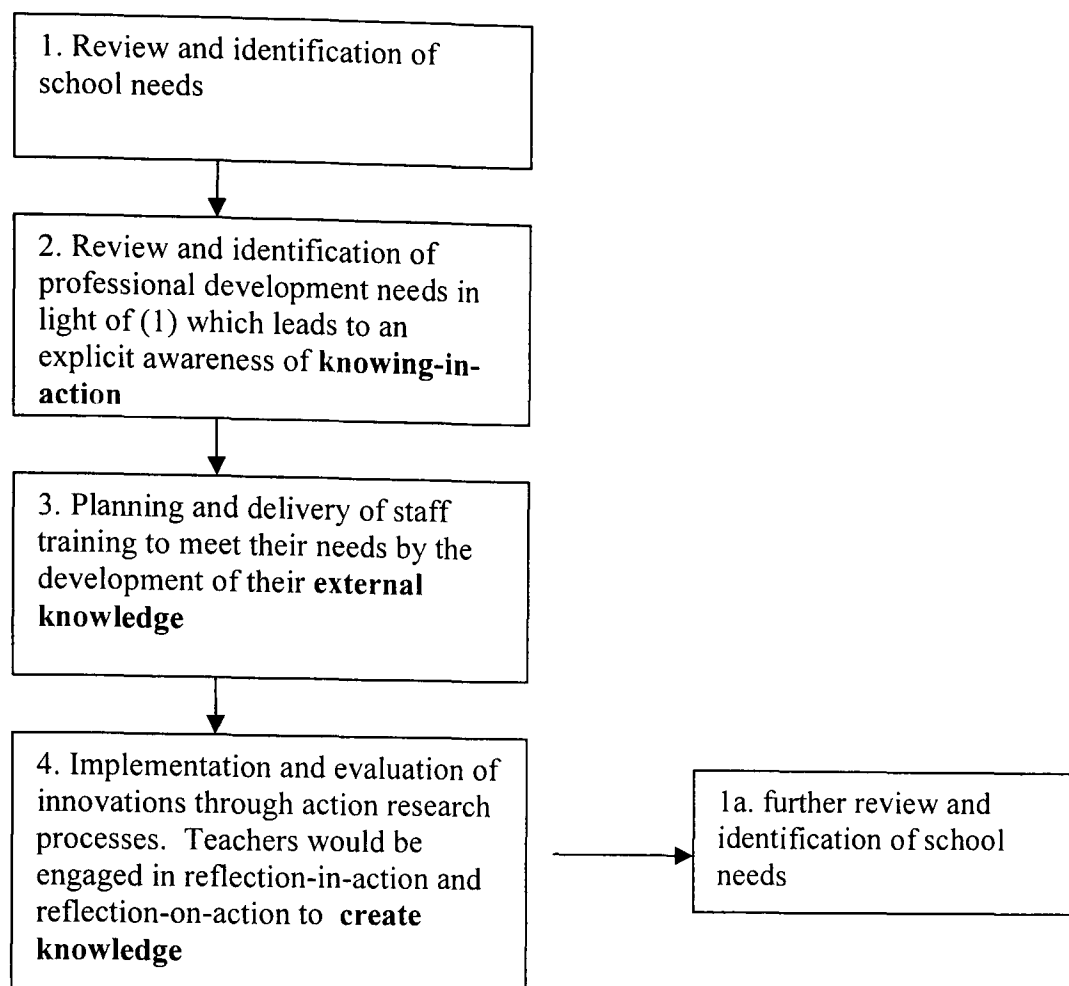 1. Review and identification of
school needs
2. Review and identification of
professional development needs in
light of (1) which leads to an
explicit awareness of knowing-in-
action
3. Planning and delivery of staff
training to meet their needs by the
development of their external
knowledge
4. Implementation and evaluation of
innovations through action research
processes.  Teachers would be
engaged in reflection-in-action and
reflection-on-action to  create
knowledge
1a. further review and
identification of school
needs